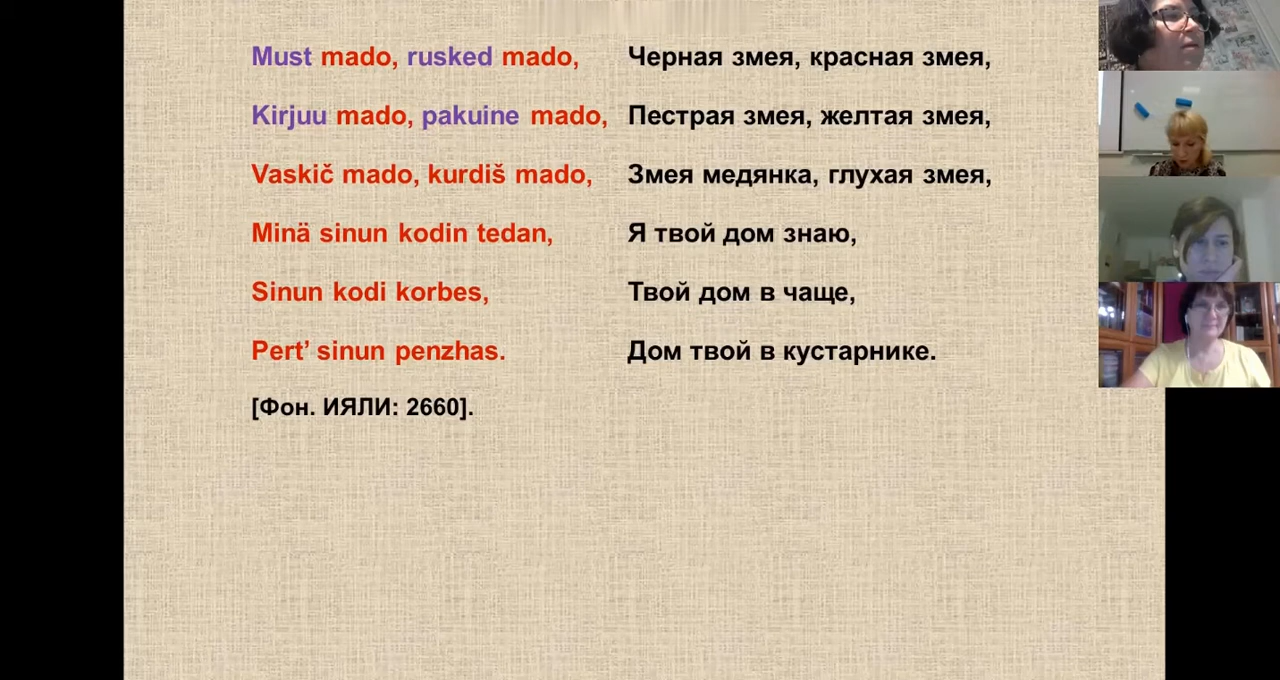 Must mado, rusked mado, Черная змея, красная змея,
Kirjuu mado, pakuine mado, Пестрая змея, желтая змея,
Vaskič mado, kurdiš mado, Змея медянка, глухая змея,
Minä sinun kodin tedan, Я твой дом знаю,
Sinun kodi korbes, Твой дом в чаще,
Pert’ sinun penzhas. Дом твой в кустарнике.
[Фон. ИЯЛИ: 2660].